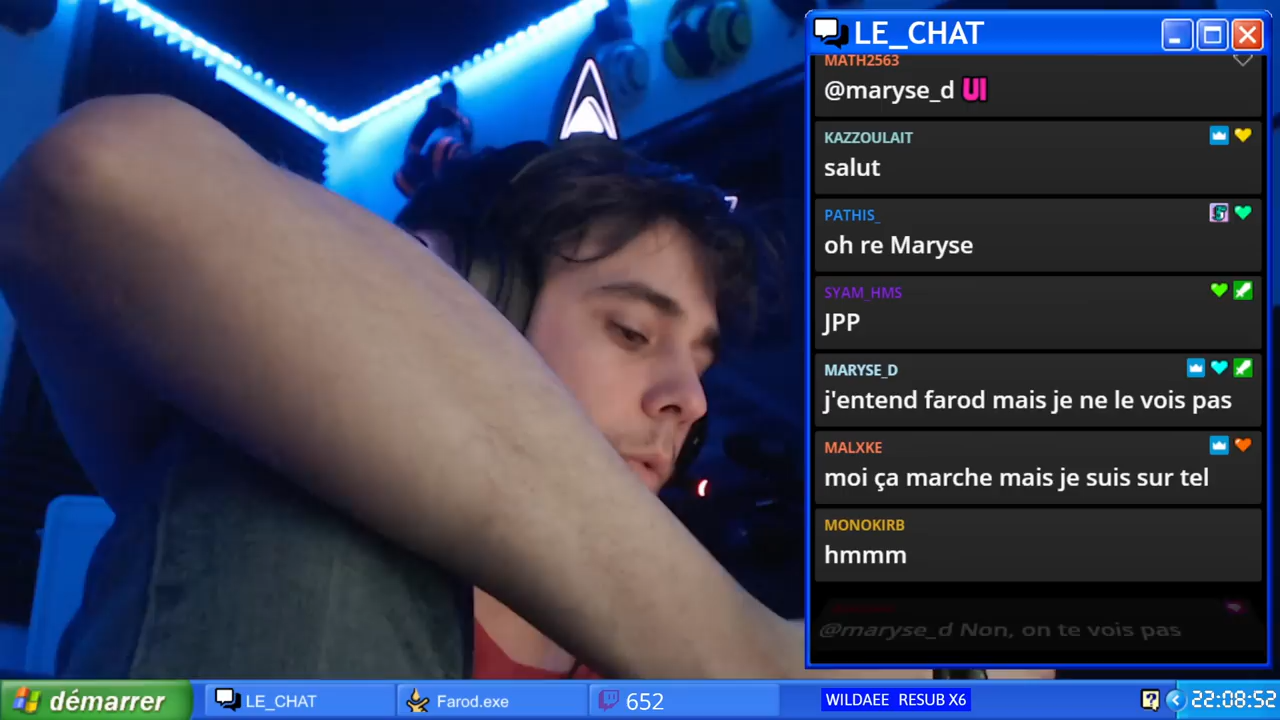 LE_CHAT
MATH2563
@maryse_d UI
KAZZOULAIT
salut
PATHIS_
oh re Maryse
SYAM_HMS
JPP
MARYSE_D
j'entend farod mais je ne le vois pas
MALXKE
moi ça marche mais je suis sur tel
MONOKIRB
hmmm
@maryse_d Non, on te vois pas
démarrer
LE_CHAT
Farod.exe
652
WILDAEE RESUB X6
22:08:52